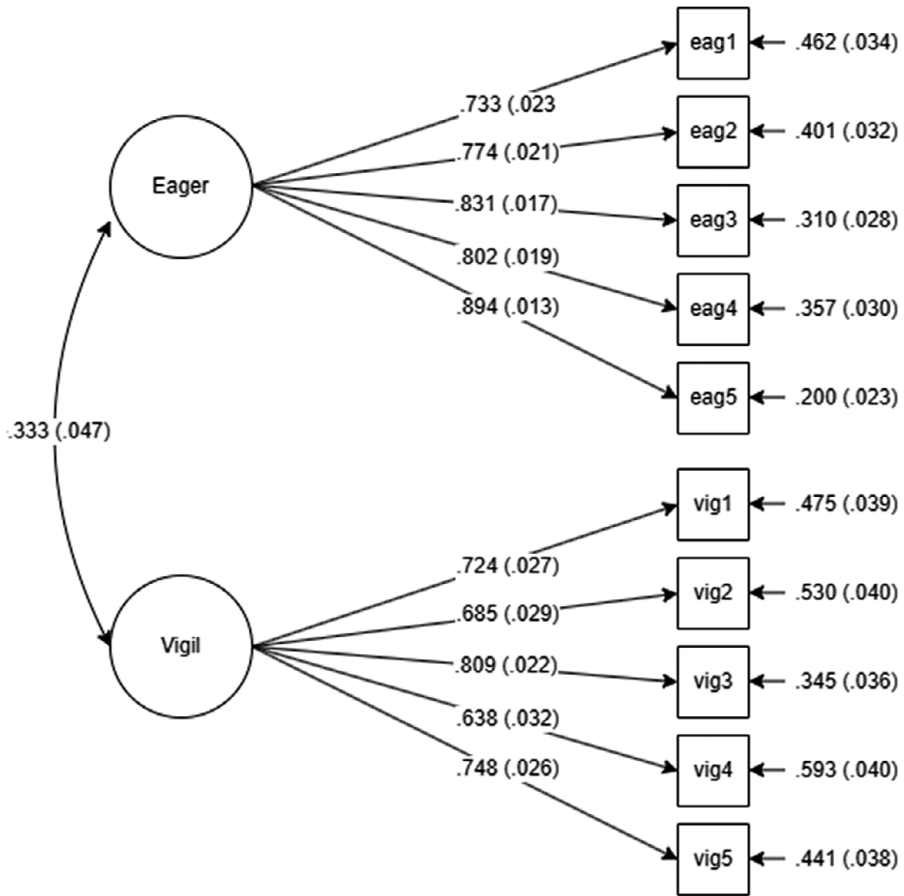 eag1
.462 (.034)
.733 (.023
eag2
.401 (.032)
.774 (.021)
Eager
.831 (.017)
eag3
.310 (.028)
.802 (.019)
eag4
.357 (.030)
.894 (.013)
eag5
.200 (.023)
.333 (.047)
vig1
.475 (.039)
.724 (.027)
vig2
.530 (.040)
.685 (.029)
Vigil
.809 (.022)
vig3
.345 (.036)
.638 (.032)
vig4
.593 (.040)
.748 (.026)
vig5
.441 (.038)